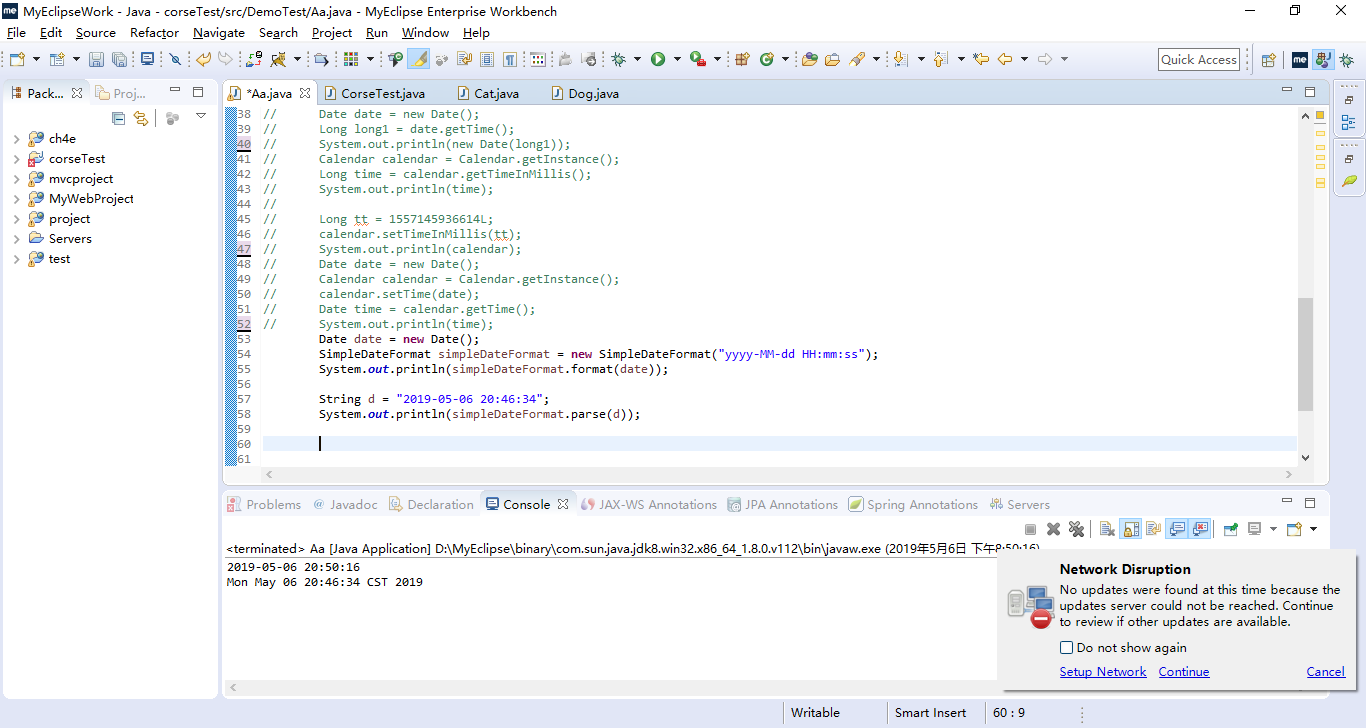 MyEclipseWork - Java - corseTest/src/DemoTest/Aa.java - MyEclipse Enterprise Workbench
File Edit Source Refactor Navigate Search Project Run Window Help
Quick Access
Pack...
Proj...
ch4e
corseTest
mvcproject
MyWebProject
project
Servers
test
*Aa.java CorseTest.java Cat.java Dog.java
38 // Date date = new Date();
39 // Long long1 = date.getTime();
40 // System.out.println(new Date(long1));
41 // Calendar calendar = Calendar.getInstance();
42 // Long time = calendar.getTimeInMillis();
43 // System.out.println(time);
44 //
45 // Long tt = 1557145936614L;
46 // calendar.setTimeInMillis(tt);
47 // System.out.println(calendar);
48 // Date date = new Date();
49 // Calendar calendar = Calendar.getInstance();
50 // calendar.setTime(date);
51 // Date time = calendar.getTime();
52 // System.out.println(time);
53 Date date = new Date();
54 SimpleDateFormat simpleDateFormat = new SimpleDateFormat("yyyy-MM-dd HH:mm:ss");
55 System.out.println(simpleDateFormat.format(date));
56
57 String d = "2019-05-06 20:46:34";
58 System.out.println(simpleDateFormat.parse(d));
59
60
61
Problems Javadoc Declaration Console JAX-WS Annotations JPA Annotations Spring Annotations Servers
<terminated> Aa [Java Application] D:\MyEclipse\binary\com.sun.java.jdk8.win32.x86_64_1.8.0.v112\bin\javaw.exe (2019年5月6日 下午8:50:16)
2019-05-06 20:50:16
Mon May 06 20:46:34 CST 2019
Network Disruption
No updates were found at this time because the
updates server could not be reached. Continue
to review if other updates are available.
Do not show again
Setup Network Continue Cancel
Writable Smart Insert 60 : 9